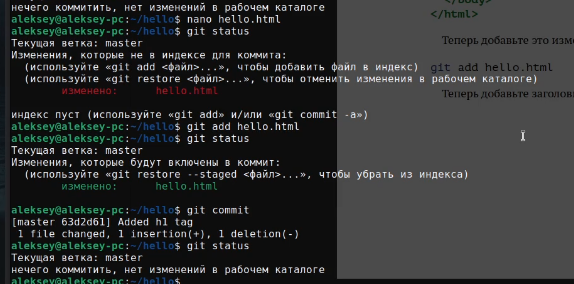 нечего коммитить, нет изменений в рабочем каталоге
aleksey@aleksey-pc:~/hello$ nano hello.html
aleksey@aleksey-pc:~/hello$ git status
Текущая ветка: master
Изменения, которые не в индексе для коммита:
(используйте «git add <файл>...», чтобы добавить файл в индекс)
(используйте «git restore <файл>...», чтобы отменить изменения в рабочем каталоге)
изменено: hello.html
индекс пуст (используйте «git add» и/или «git commit -a»)
aleksey@aleksey-pc:~/hello$ git add hello.html
aleksey@aleksey-pc:~/hello$ git status
Текущая ветка: master
Изменения, которые будут включены в коммит:
(используйте «git restore --staged <файл>...», чтобы убрать из индекса)
изменено: hello.html
aleksey@aleksey-pc:~/hello$ git commit
[master 63d2d61] Added h1 tag
1 file changed, 1 insertion(+), 1 deletion(-)
aleksey@aleksey-pc:~/hello$ git status
Текущая ветка: master
нечего коммитить, нет изменений в рабочем каталоге
aleksey@aleksey-pc:~/hello$
</body>
</html>
Теперь добавьте это изме
git add hello.html
Теперь добавьте заголова